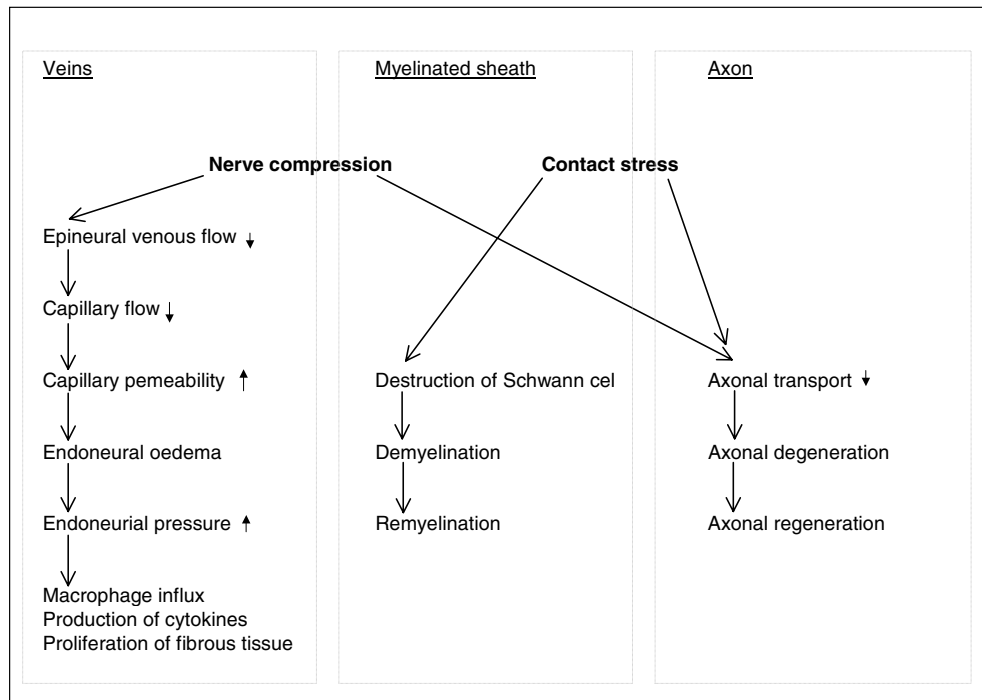 Veins
Myelinated sheath
Axon
Nerve compression
Contact stress
Epineural venous flow ↓
Capillary flow ↓
Capillary pemeability ↑
Endoneural oedema
Endoneurial pressure ↑
Macrophage influx
Production of cytokines
Proliferation of fibrous tissue
Destruction of Schwann cel
Demyelination
Remyelination
Axonal transport ↓
Axonal degeneration
Axonal regeneration